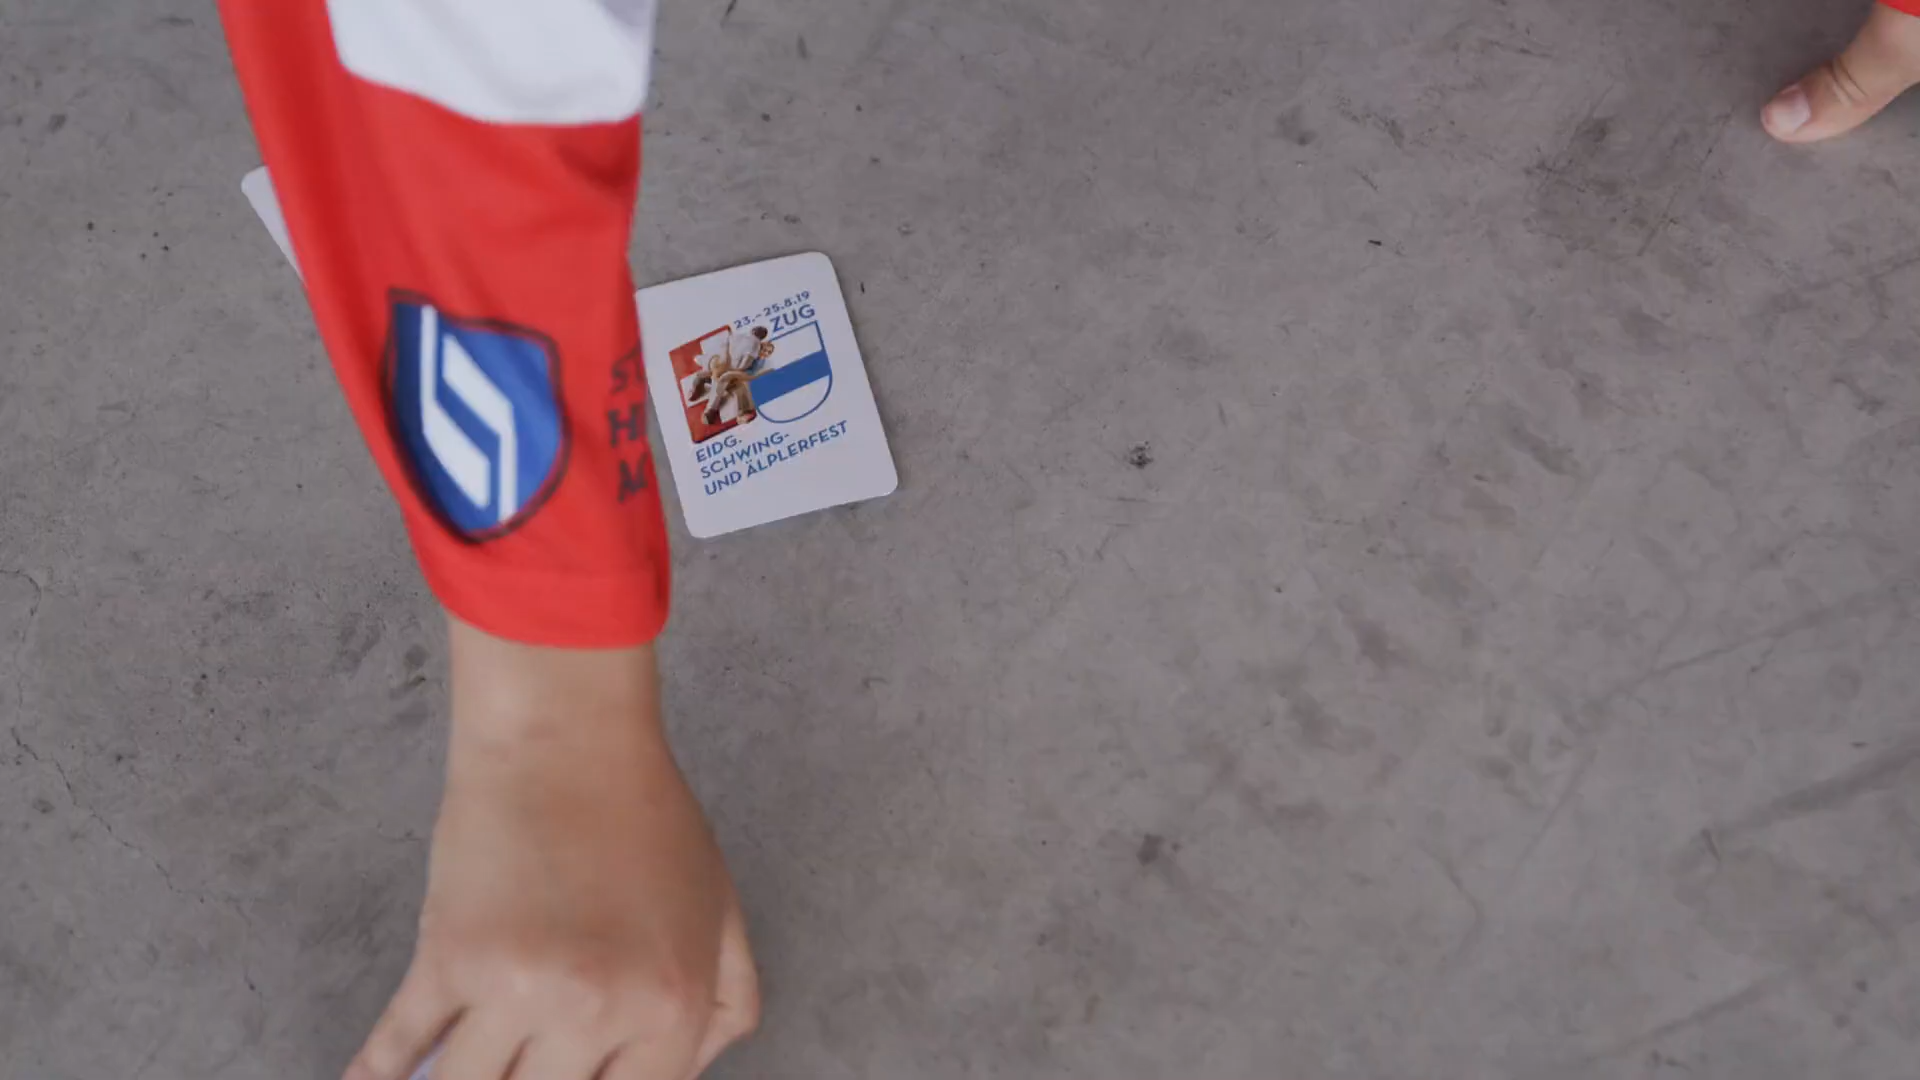 23.–25.8.19
ZUG
EIDG.
SCHWING-
UND ÄLPLERFEST